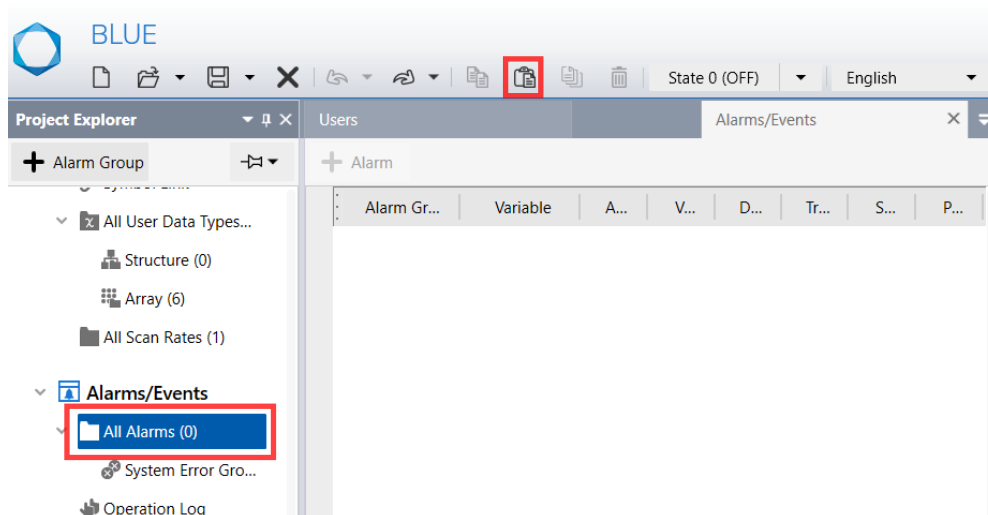 BLUE
State 0 (OFF) English
Project Explorer Users Alarms/Events
Alarm Group Alarm
Alarm Gr... Variable A... V... D... Tr... S... P...
All User Data Types...
Structure (0)
Array (6)
All Scan Rates (1)
Alarms/Events
All Alarms (0)
System Error Gro...
Operation Log